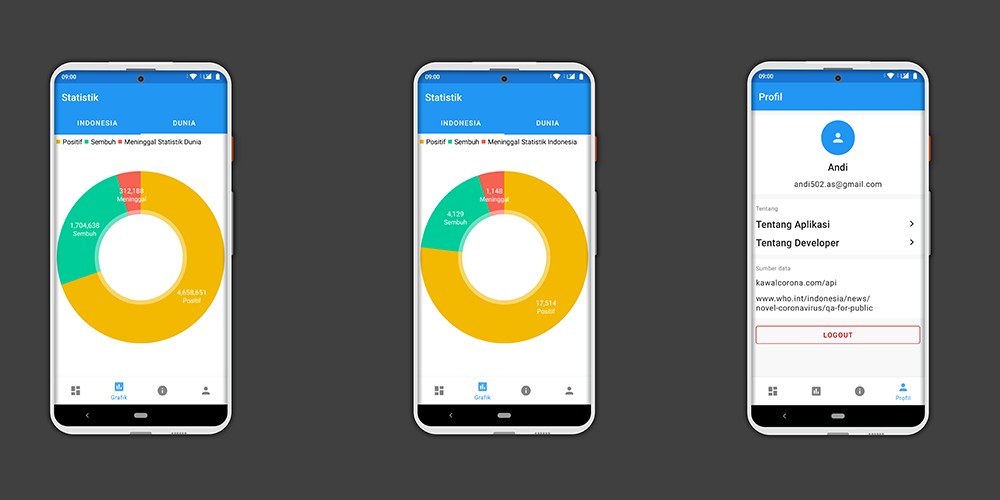 09:00
Statistik
INDONESIA
DUNIA
Positif Sembuh Meninggal Statistik Dunia
312,188
Meninggal
1,704,638
Sembuh
4,658,651
Positif
Grafik
09:00
Statistik
INDONESIA
DUNIA
Positif Sembuh Meninggal Statistik Indonesia
1,148
Meninggal
4,129
Sembuh
17,514
Positif
Grafik
09:00
Profil
Andi
andi502.as@gmail.com
Tentang
Tentang Aplikasi
Tentang Developer
Sumber data
kawalcorona.com/api
www.who.int/indonesia/news/
novel-coronavirus/qa-for-public
LOGOUT
Profil